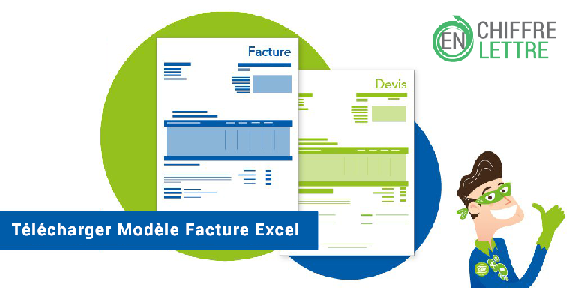 Facture
EN
CHIFFRE
LETTRE
Devis
Télécharger Modèle Facture Excel